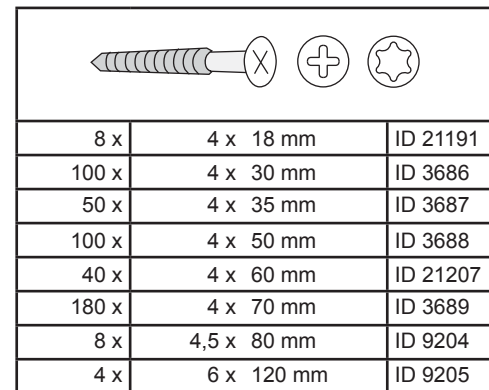 8 x 4 x 18 mm ID 21191
100 x 4 x 30 mm ID 3686
50 x 4 x 35 mm ID 3687
100 x 4 x 50 mm ID 3688
40 x 4 x 60 mm ID 21207
180 x 4 x 70 mm ID 3689
8 x 4,5 x 80 mm ID 9204
4 x 6 x 120 mm ID 9205